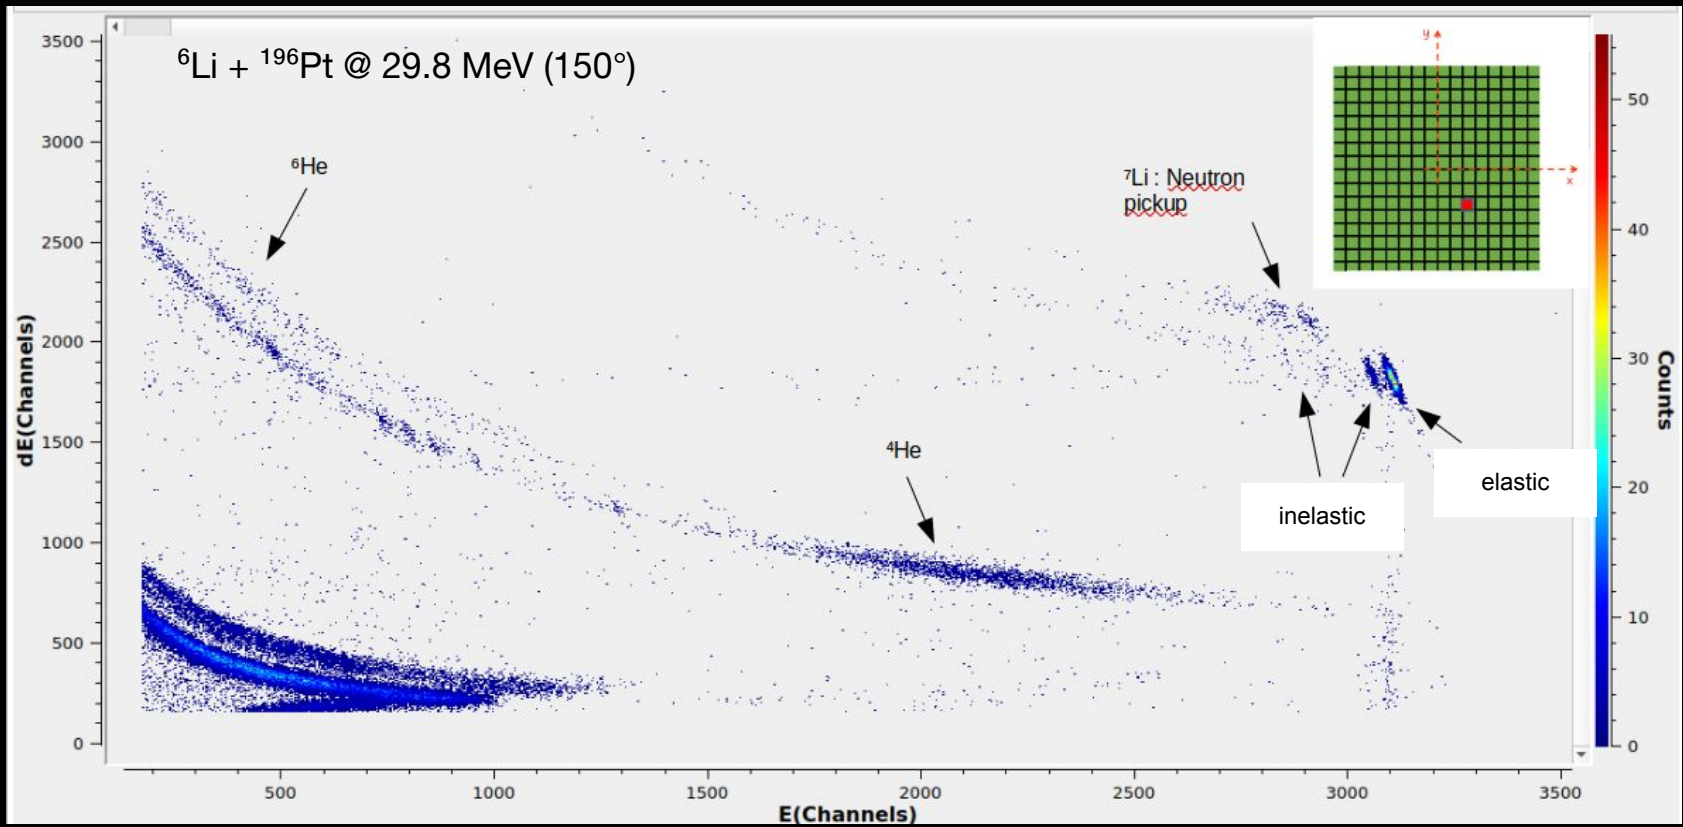 ⁶Li + ¹⁹⁶Pt @ 29.8 MeV (150°)
⁶He
⁷Li : Neutron
pickup
⁴He
inelastic
elastic
y
x
dE(Channels)
3500
3000
2500
2000
1500
1000
500
0
500
1000
1500
2000
2500
3000
3500
E(Channels)
50
40
30
20
10
0
Counts